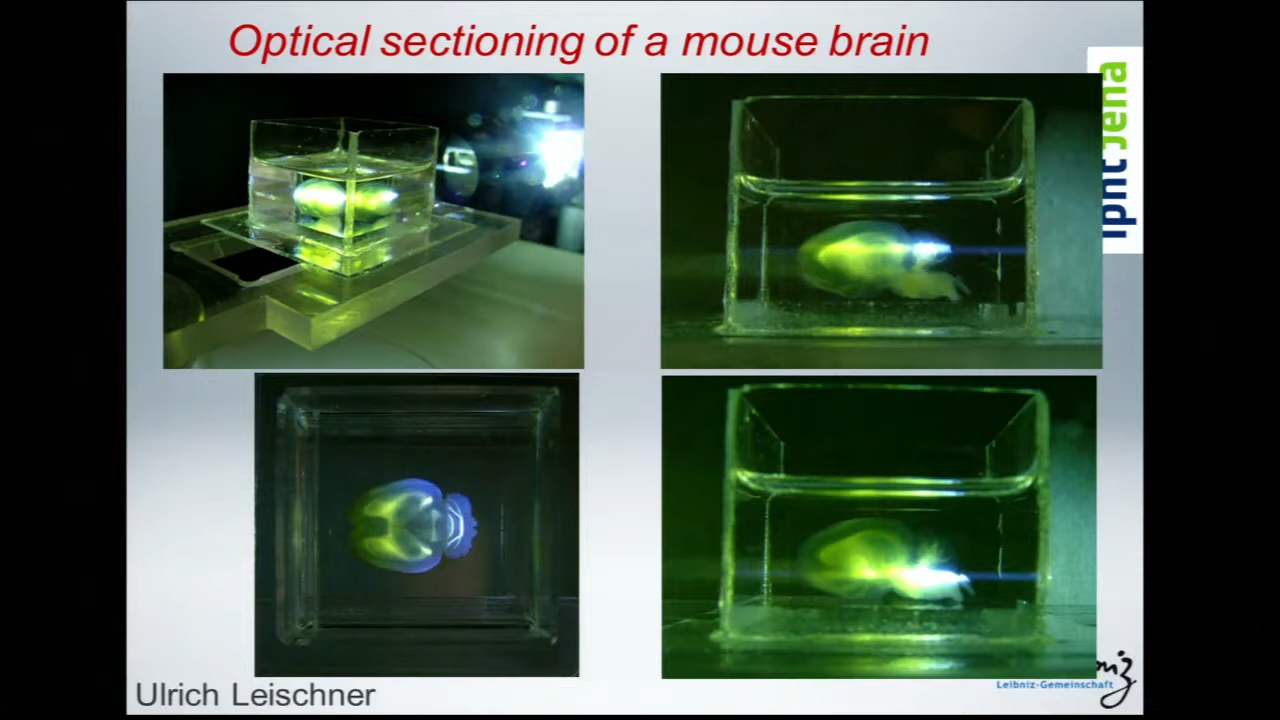 Optical sectioning of a mouse brain
ipht Jena
Leibniz-Gemeinschaft
Ulrich Leischner